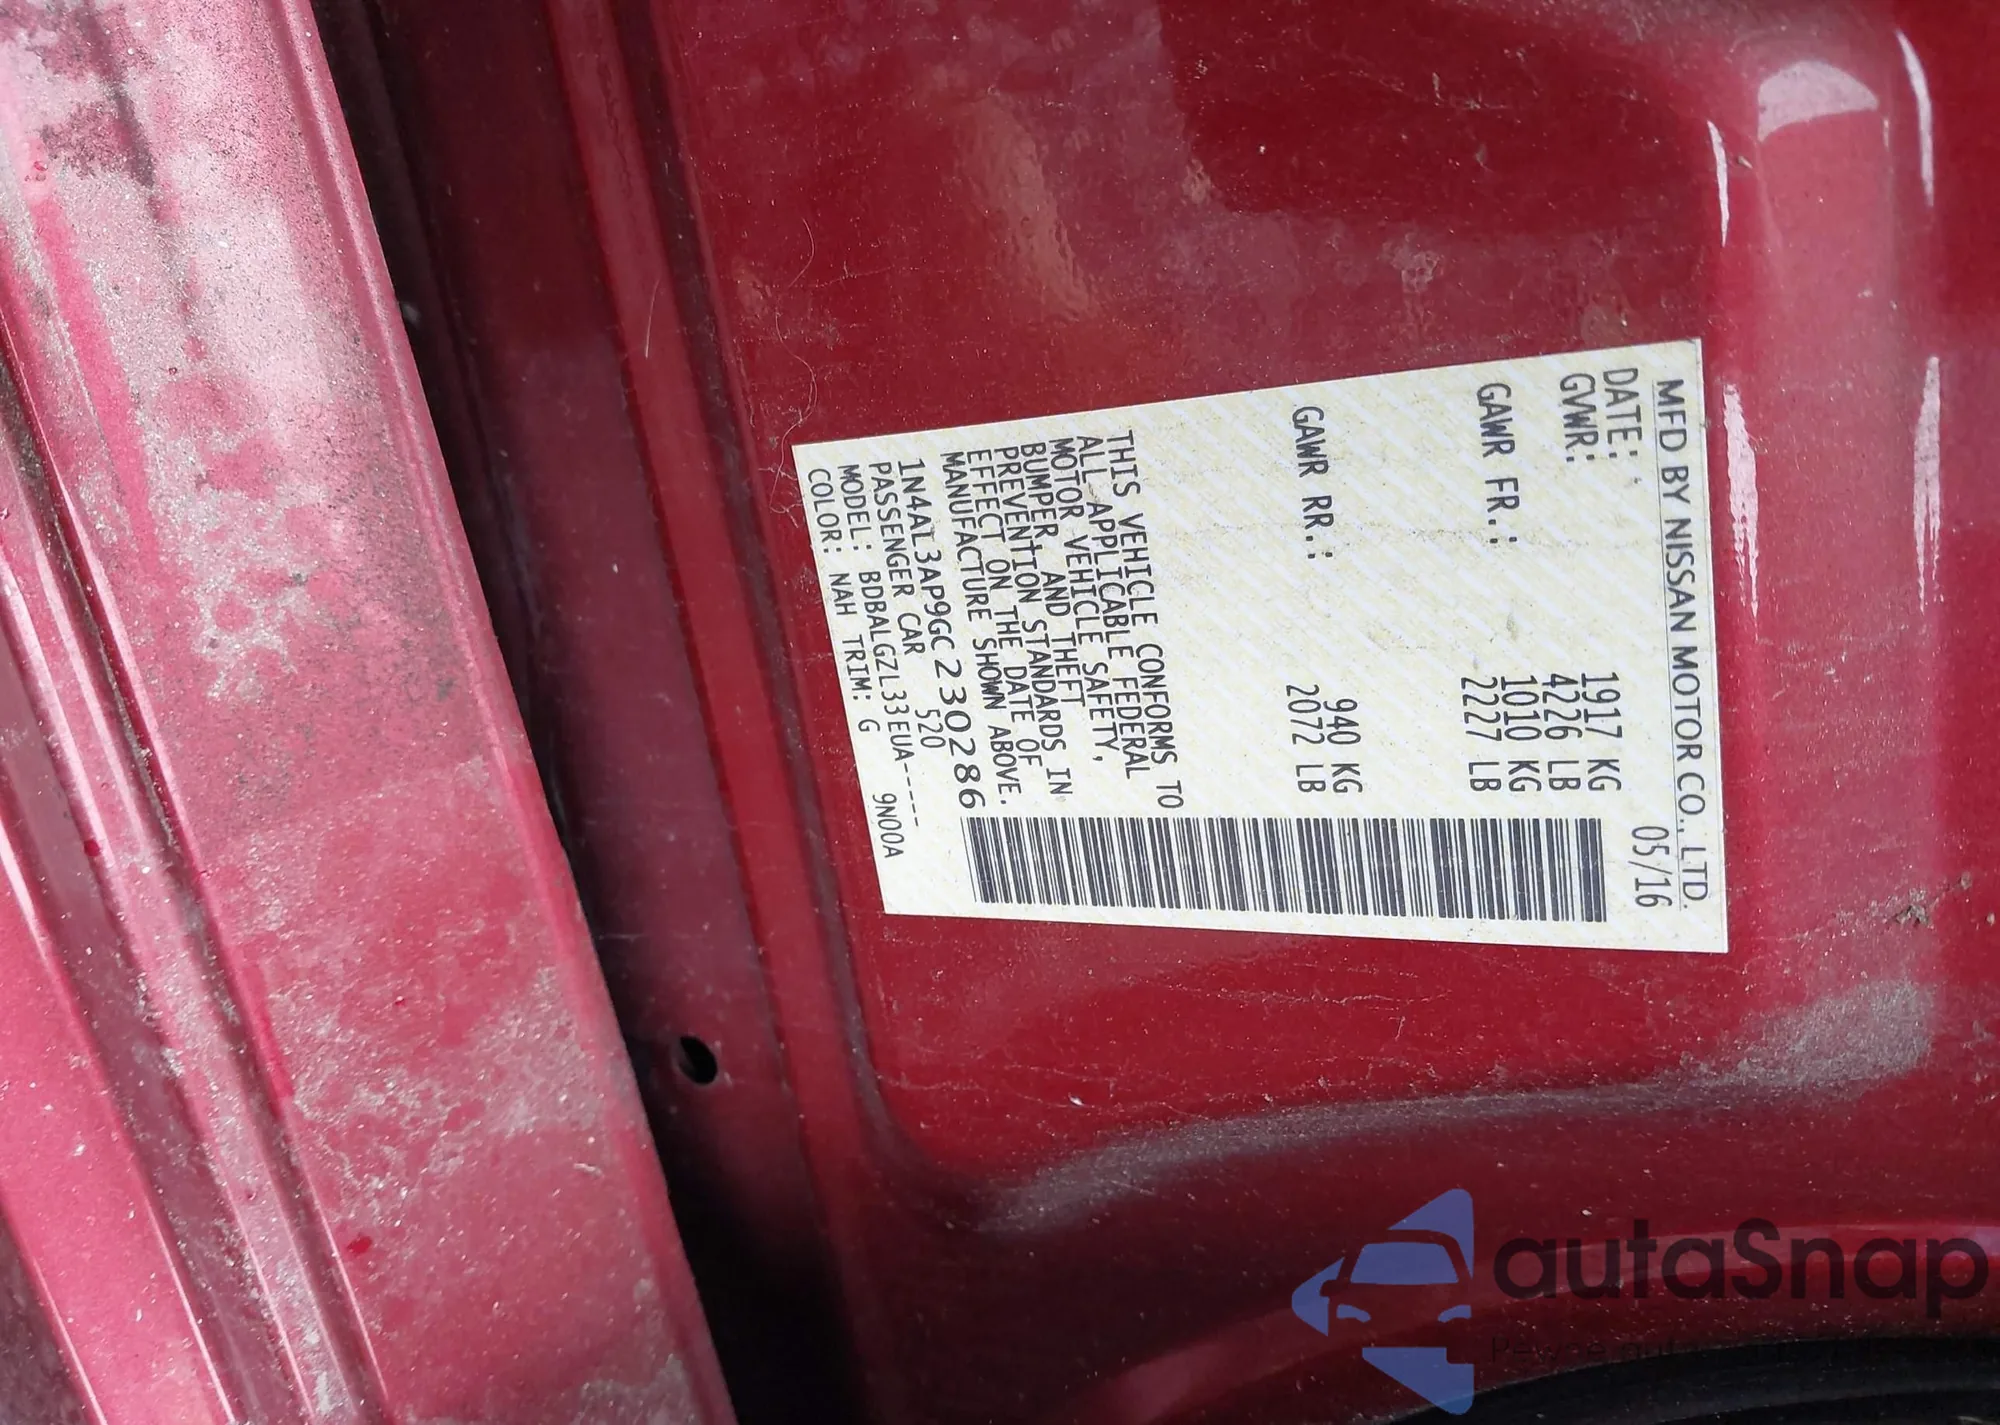 MFD BY NISSAN MOTOR CO., LTD.
DATE: 05/16
GVWR: 1917 KG
4226 LB
GAWR FR.: 1010 KG
2227 LB
GAWR RR.: 940 KG
2072 LB
THIS VEHICLE CONFORMS TO
ALL APPLICABLE FEDERAL
MOTOR VEHICLE SAFETY,
BUMPER, AND THEFT
PREVENTION STANDARDS IN
EFFECT ON THE DATE OF
MANUFACTURE SHOWN ABOVE.
1N4AL3AP9GC230286
PASSENGER CAR 520
MODEL: BDBALGZL33EUA-----
COLOR: NAH TRIM: G 9N00A
autaSnap